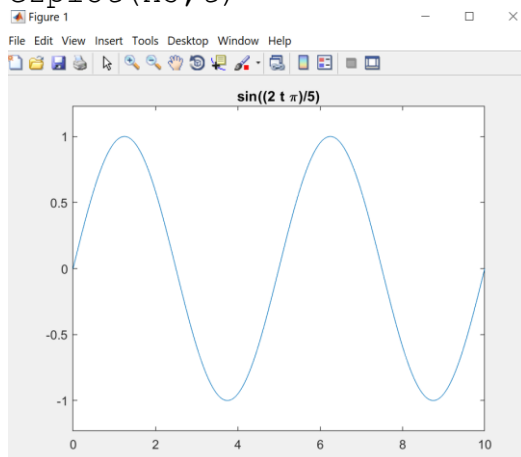 Figure 1
File Edit View Insert Tools Desktop Window Help
sin((2 t π)/5)
1
0.5
0
-0.5
-1
0 2 4 6 8 10